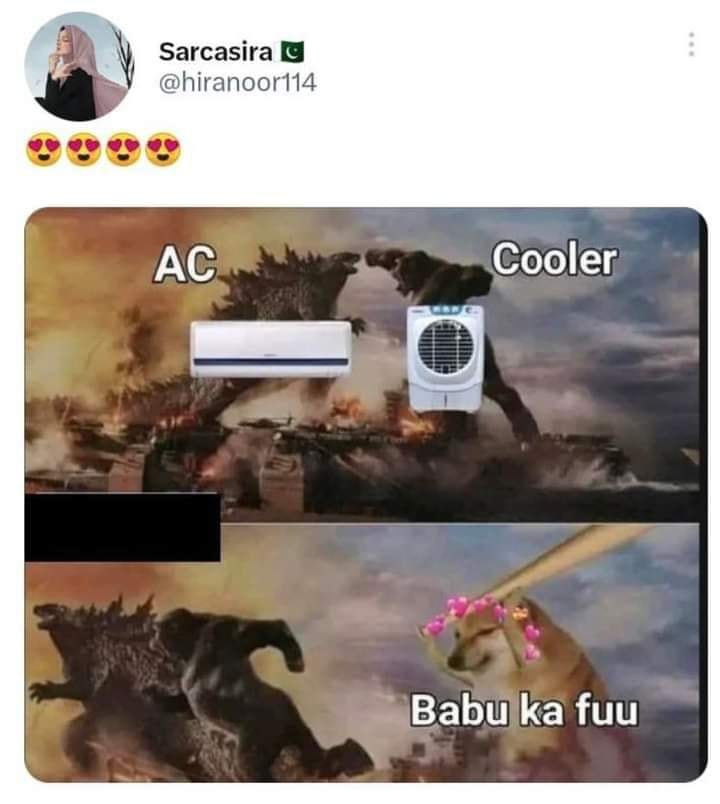 Sarcasira🇵🇰
@hiranoor114
😍😍😍😍
AC
Cooler
Babu ka fuu